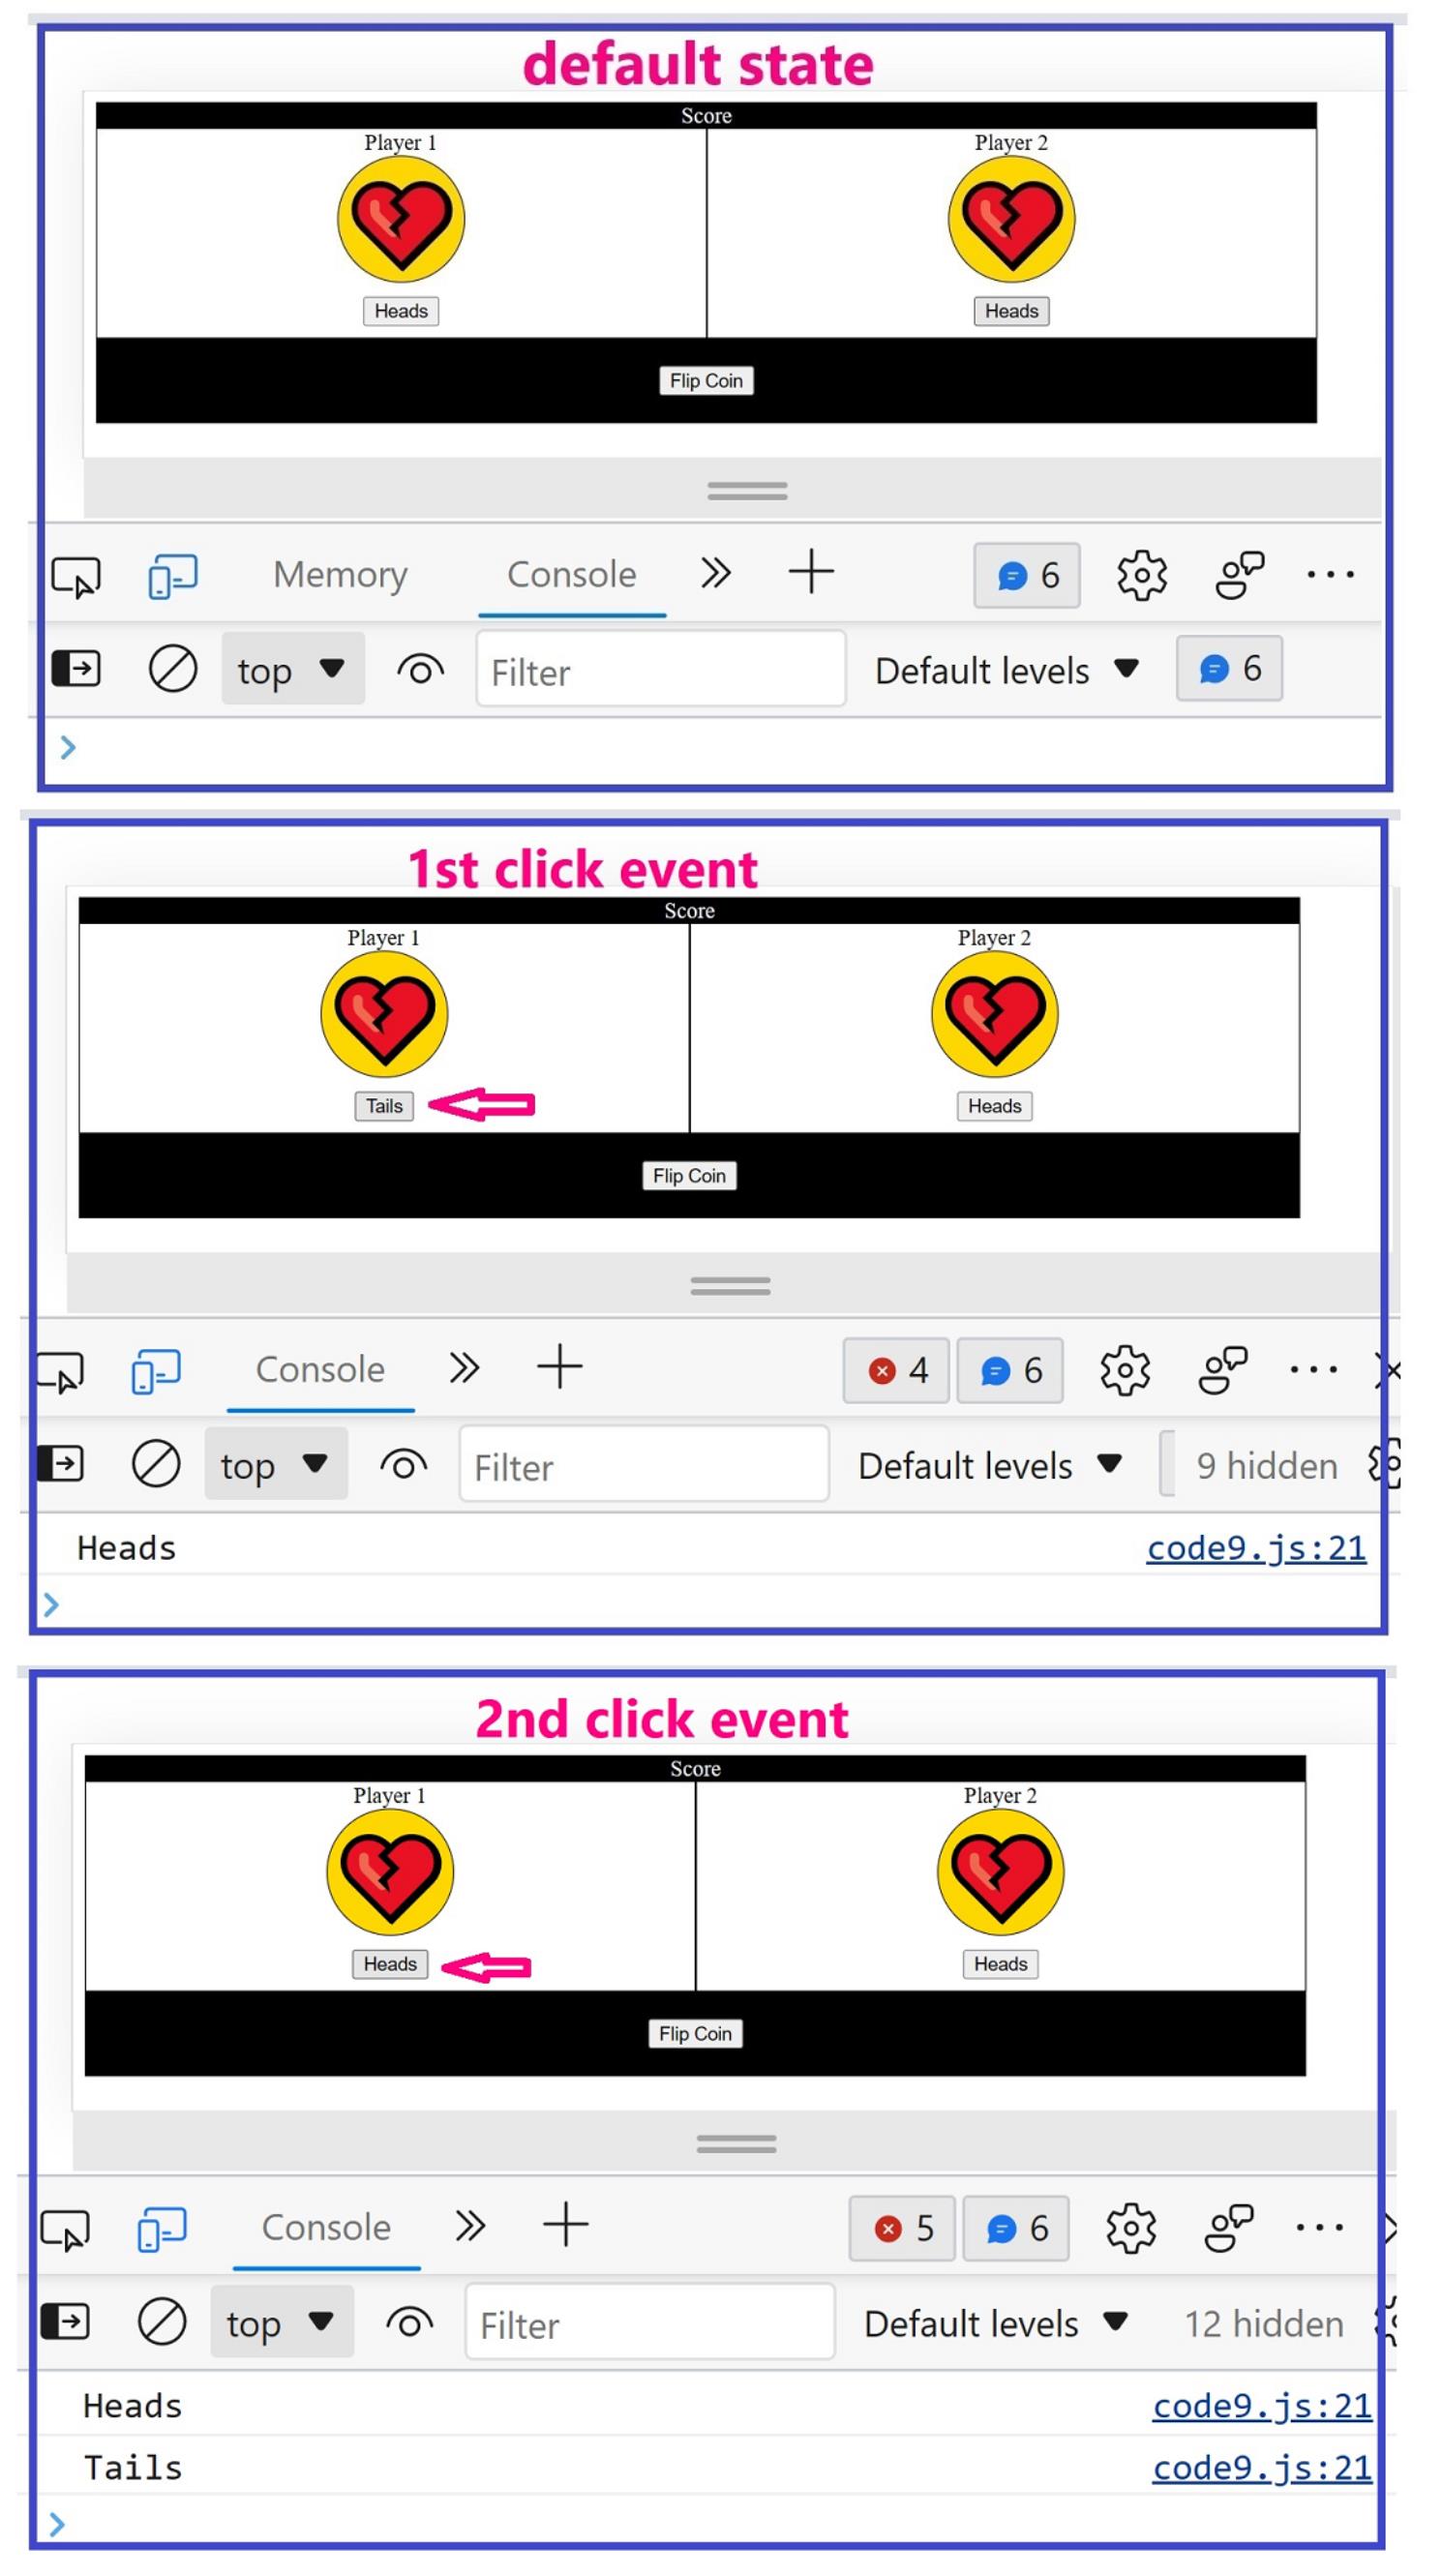 default state
Score
Player 1 Player 2
Heads Heads
Flip Coin
Memory Console 6
top Filter Default levels 6
1st click event
Score
Player 1 Player 2
Tails Heads
Flip Coin
Console 4 6
top Filter Default levels 9 hidden
Heads code9.js:21
2nd click event
Score
Player 1 Player 2
Heads Heads
Flip Coin
Console 5 6
top Filter Default levels 12 hidden
Heads code9.js:21
Tails code9.js:21